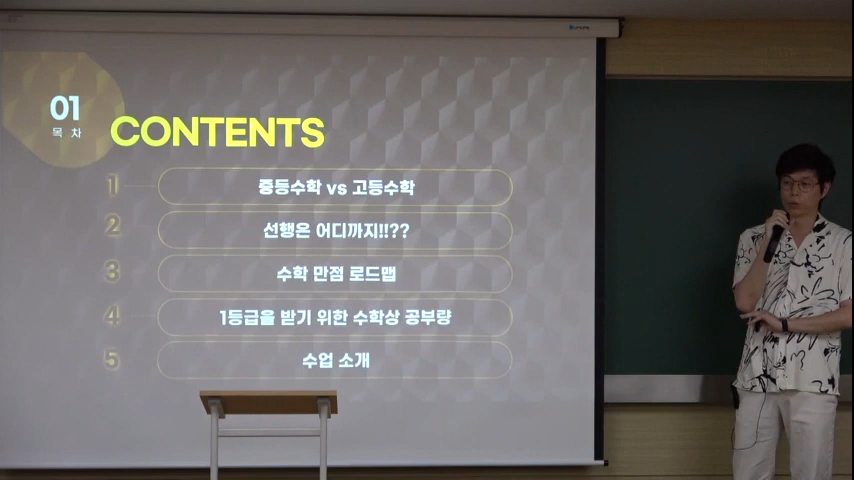 01
목 차
CONTENTS
1
중등수학 vs 고등수학
2
선행은 어디까지!!!??
3
수학 만점 로드맵
4
1등급을 받기 위한 수학상 공부량
5
수업 소개